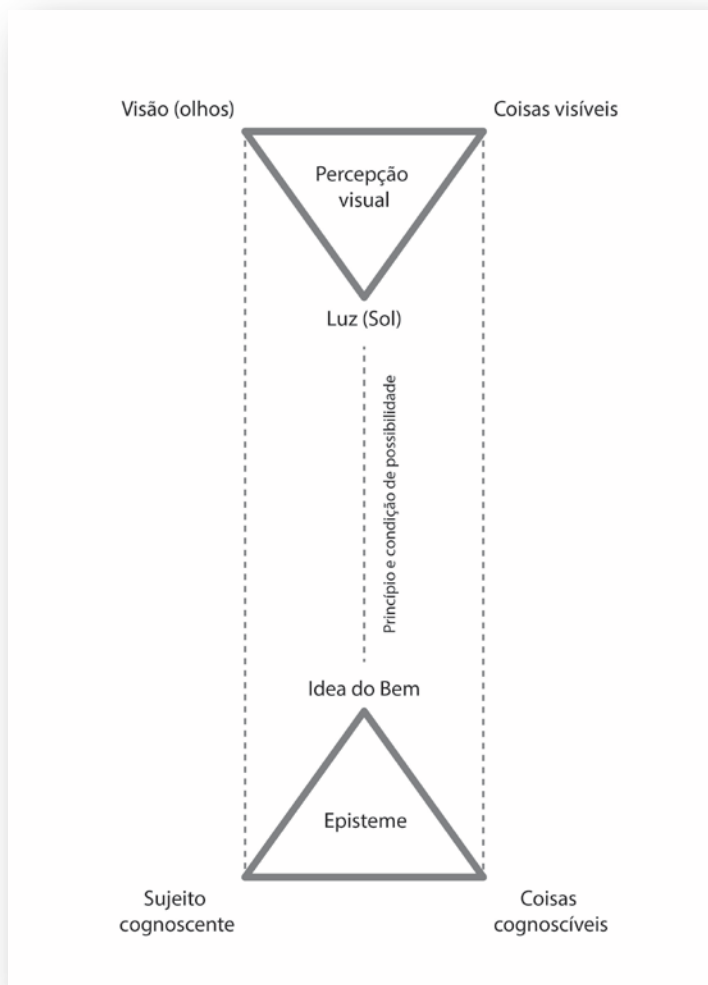 Visão (olhos)
Coisas visíveis
Percepção
visual
Luz (Sol)
Princípio e condição de possibilidade
Idea do Bem
Episteme
Sujeito
cognoscente
Coisas
cognoscíveis